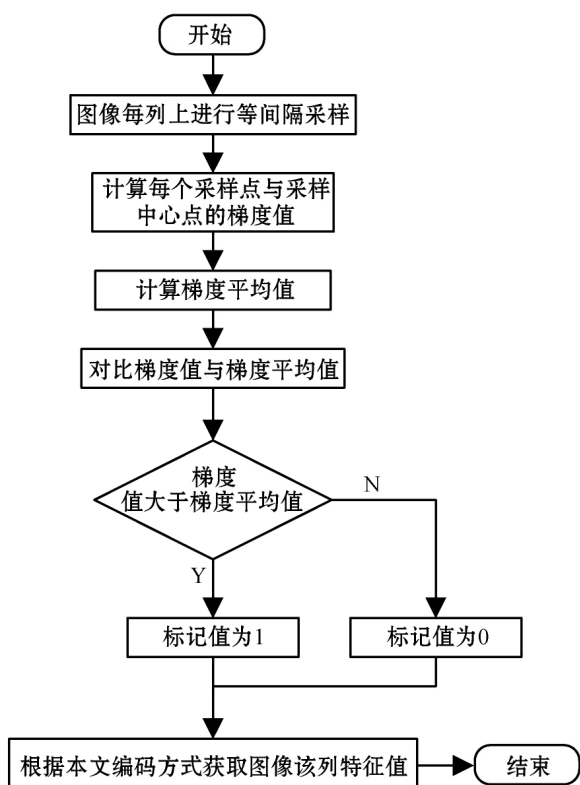 开始
图像每列上进行等间隔采样
计算每个采样点与采样
中心点的梯度值
计算梯度平均值
对比梯度值与梯度平均值
梯度
值大于梯度平均值
N
Y
标记值为1
标记值为0
根据本文编码方式获取图像该列特征值
结束